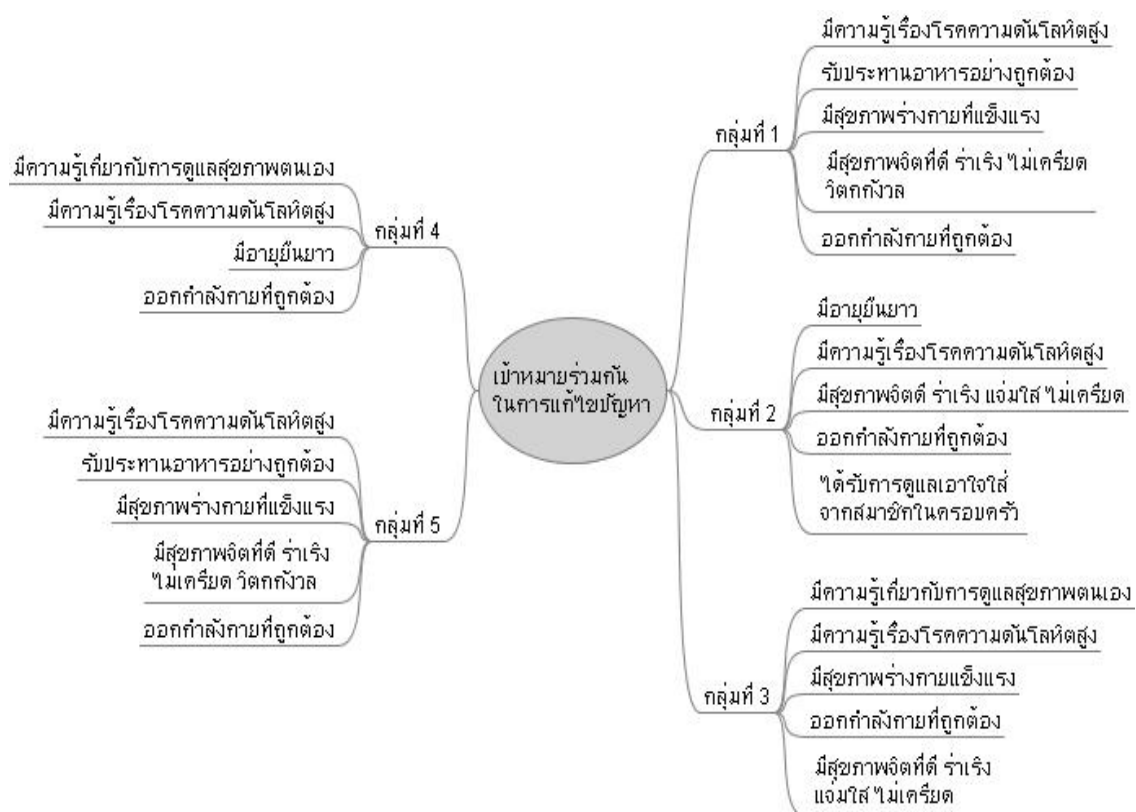 เป้าหมายร่วมกัน
ในการแก้ไขปัญหา
กลุ่มที่ 1
มีความรู้เรื่องโรคความดันโลหิตสูง
รับประทานอาหารอย่างถูกต้อง
มีสุขภาพร่างกายที่แข็งแรง
มีสุขภาพจิตที่ดี ร่าเริง ไม่เครียด
วิตกกังวล
ออกกำลังกายที่ถูกต้อง
กลุ่มที่ 2
มีอายุยืนยาว
มีความรู้เรื่องโรคความดันโลหิตสูง
มีสุขภาพจิตดี ร่าเริง แจ่มใส ไม่เครียด
ออกกำลังกายที่ถูกต้อง
ได้รับการดูแลเอาใจใส่
จากสมาชิกในครอบครัว
กลุ่มที่ 3
มีความรู้เกี่ยวกับการดูแลสุขภาพตนเอง
มีความรู้เรื่องโรคความดันโลหิตสูง
มีสุขภาพร่างกายแข็งแรง
ออกกำลังกายที่ถูกต้อง
มีสุขภาพจิตที่ดี ร่าเริง
แจ่มใส ไม่เครียด
กลุ่มที่ 4
มีความรู้เกี่ยวกับการดูแลสุขภาพตนเอง
มีความรู้เรื่องโรคความดันโลหิตสูง
มีอายุยืนยาว
ออกกำลังกายที่ถูกต้อง
กลุ่มที่ 5
มีความรู้เรื่องโรคความดันโลหิตสูง
รับประทานอาหารอย่างถูกต้อง
มีสุขภาพร่างกายที่แข็งแรง
มีสุขภาพจิตที่ดี ร่าเริง
ไม่เครียด วิตกกังวล
ออกกำลังกายที่ถูกต้อง